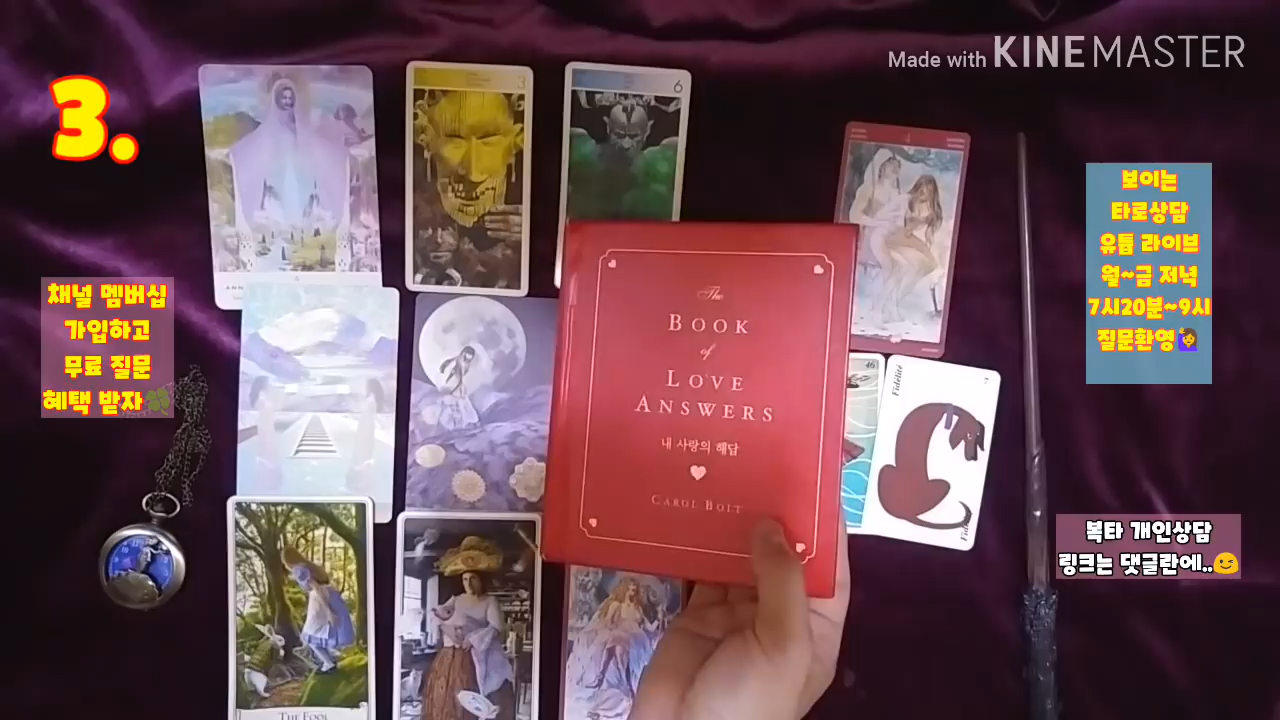 Made with KINEMASTER
3.
3
6
보이는
타로상담
유튭 라이브
월~금 저녁
7시20분~9시
질문환영🙋‍♀️
채널 멤버십
가입하고
무료 질문
혜택 받자🍀
The
BOOK
of
LOVE
ANSWERS
내 사랑의 해답
CAROL BOLT
46
Fidélité
복타 개인상담
링크는 댓글란에..😊
THE FOOL